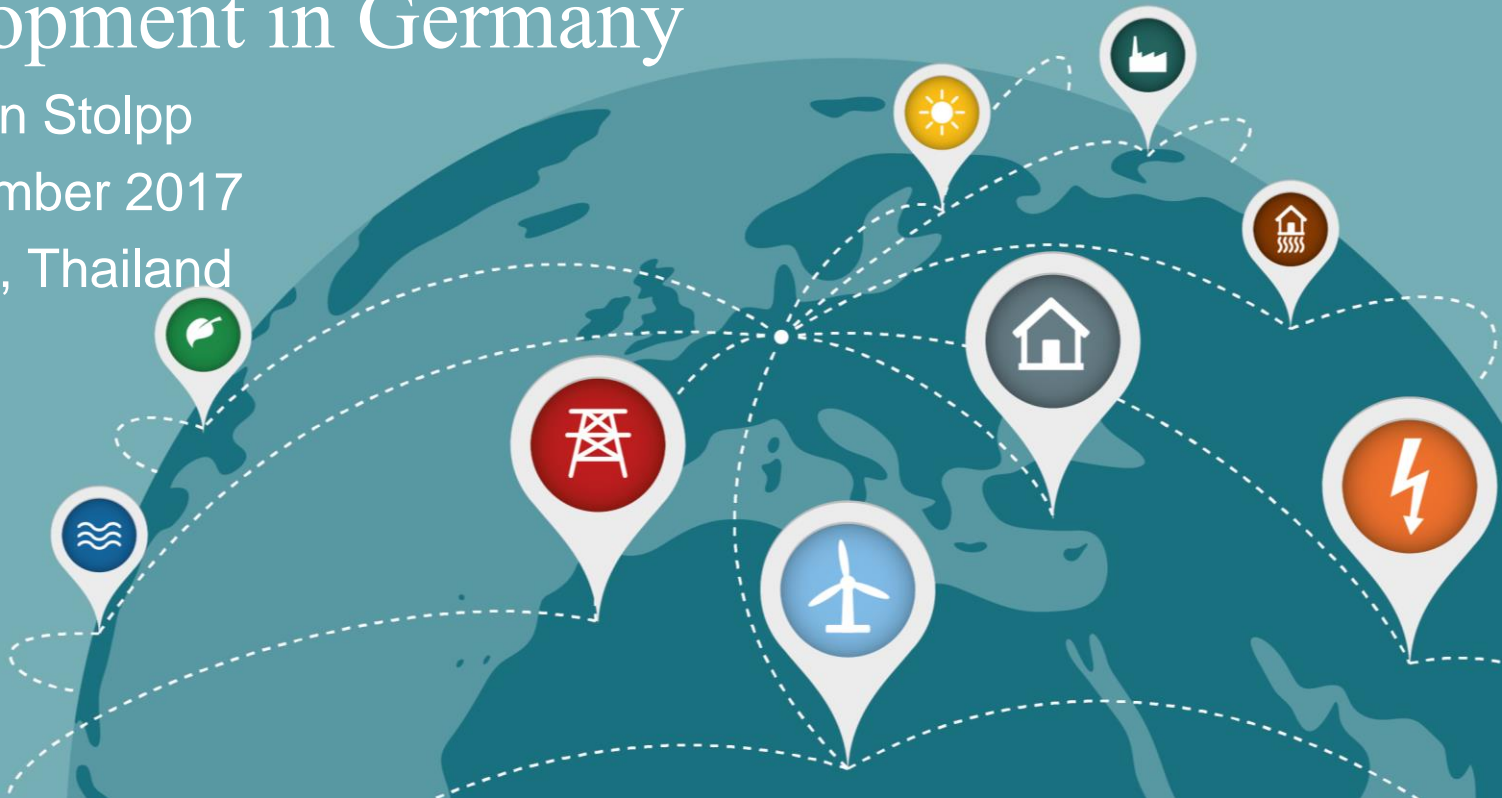 opment in Germany
n Stolpp
mber 2017
, Thailand